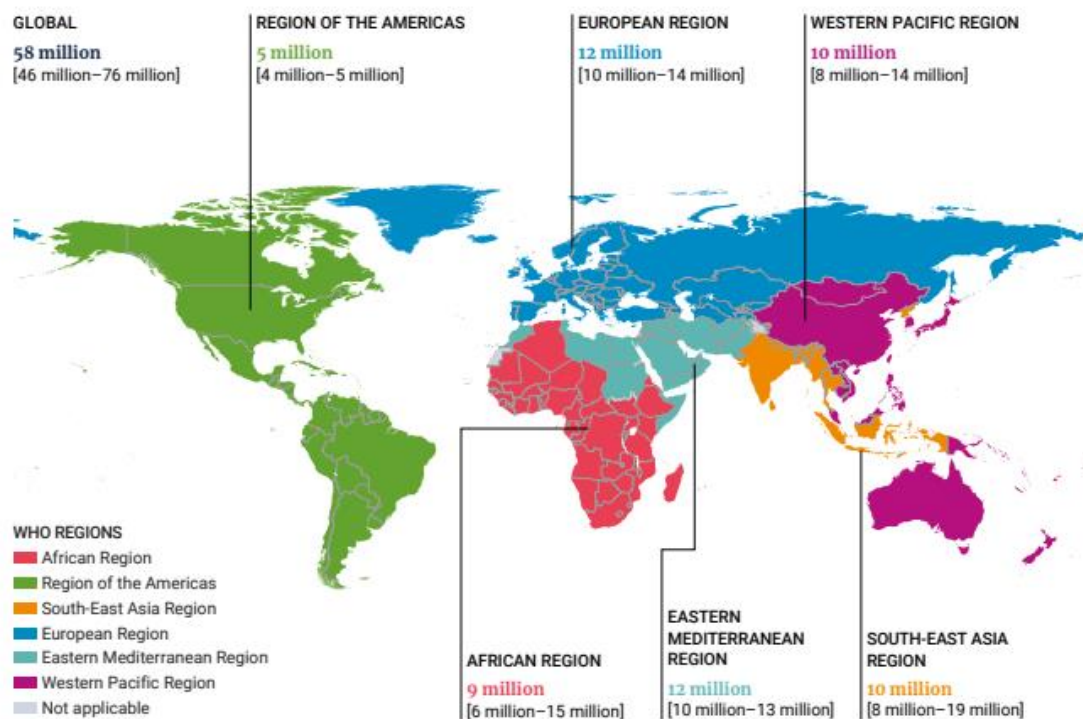 GLOBAL
58 million
[46 million–76 million]
REGION OF THE AMERICAS
5 million
[4 million–5 million]
EUROPEAN REGION
12 million
[10 million–14 million]
WESTERN PACIFIC REGION
10 million
[8 million–14 million]
WHO REGIONS
African Region
Region of the Americas
South-East Asia Region
European Region
Eastern Mediterranean Region
Western Pacific Region
Not applicable
AFRICAN REGION
9 million
[6 million–15 million]
EASTERN
MEDITERRANEAN
REGION
12 million
[10 million–13 million]
SOUTH-EAST ASIA
REGION
10 million
[8 million–19 million]